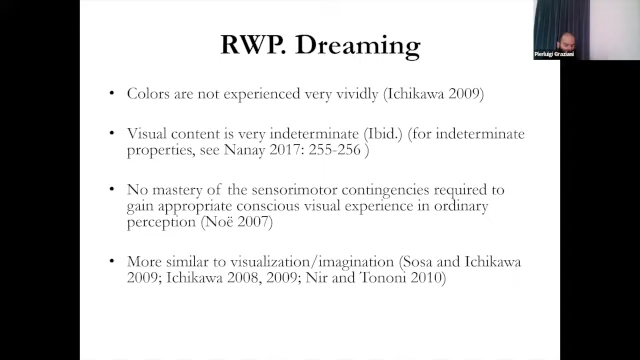 RWP. Dreaming
• Colors are not experienced very vividly (Ichikawa 2009)
• Visual content is very indeterminate (Ibid.) (for indeterminate
properties, see Nanay 2017: 255-256 )
• No mastery of the sensorimotor contingencies required to
gain appropriate conscious visual experience in ordinary
perception (Noë 2007)
• More similar to visualization/imagination (Sosa and Ichikawa
2009; Ichikawa 2008, 2009; Nir and Tononi 2010)
Pierluigi Graziani